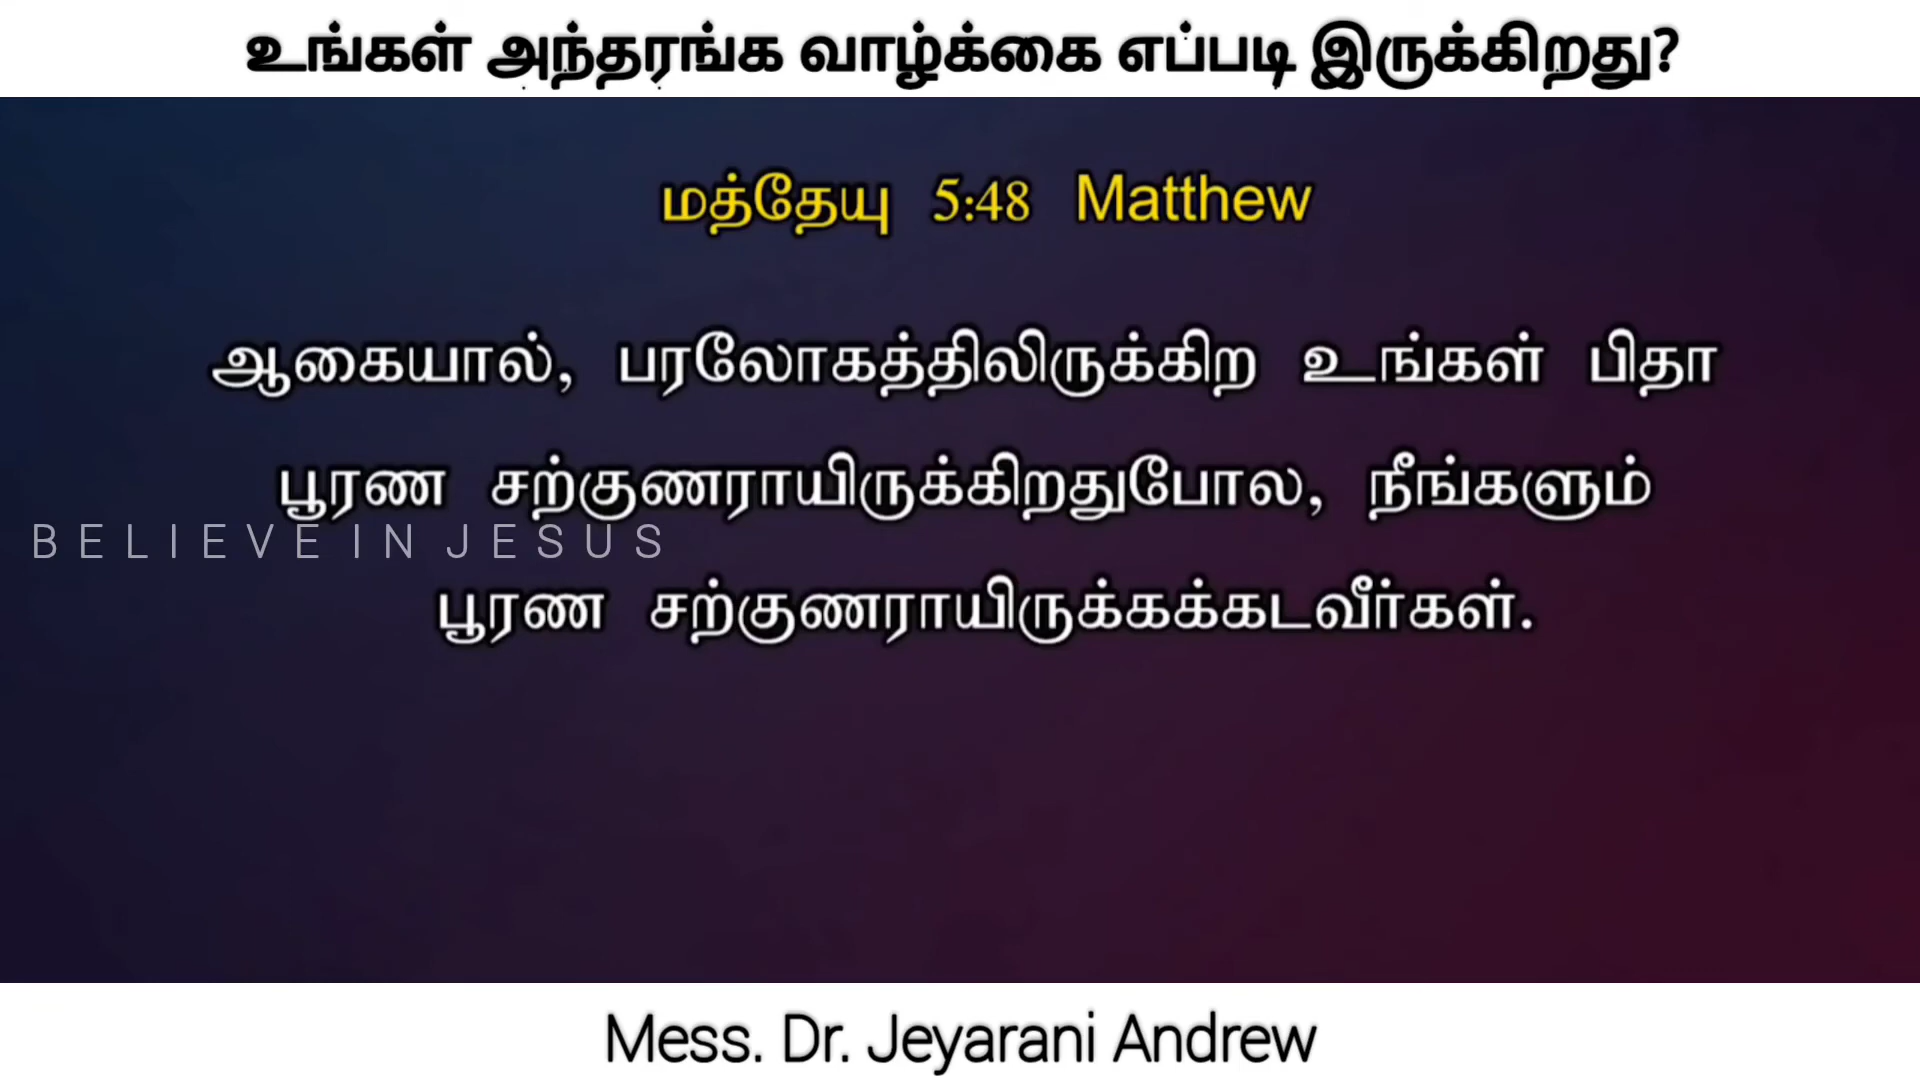 உங்கள் அந்தரங்க வாழ்க்கை எப்படி இருக்கிறது?
மத்தேயு 5:48 Matthew
ஆகையால், பரலோகத்திலிருக்கிற உங்கள் பிதா
பூரண சற்குணராயிருக்கிறதுபோல, நீங்களும்
BELIEVE IN JESUS
பூரண சற்குணராயிருக்கக்கடவீர்கள்.
Mess. Dr. Jeyarani Andrew